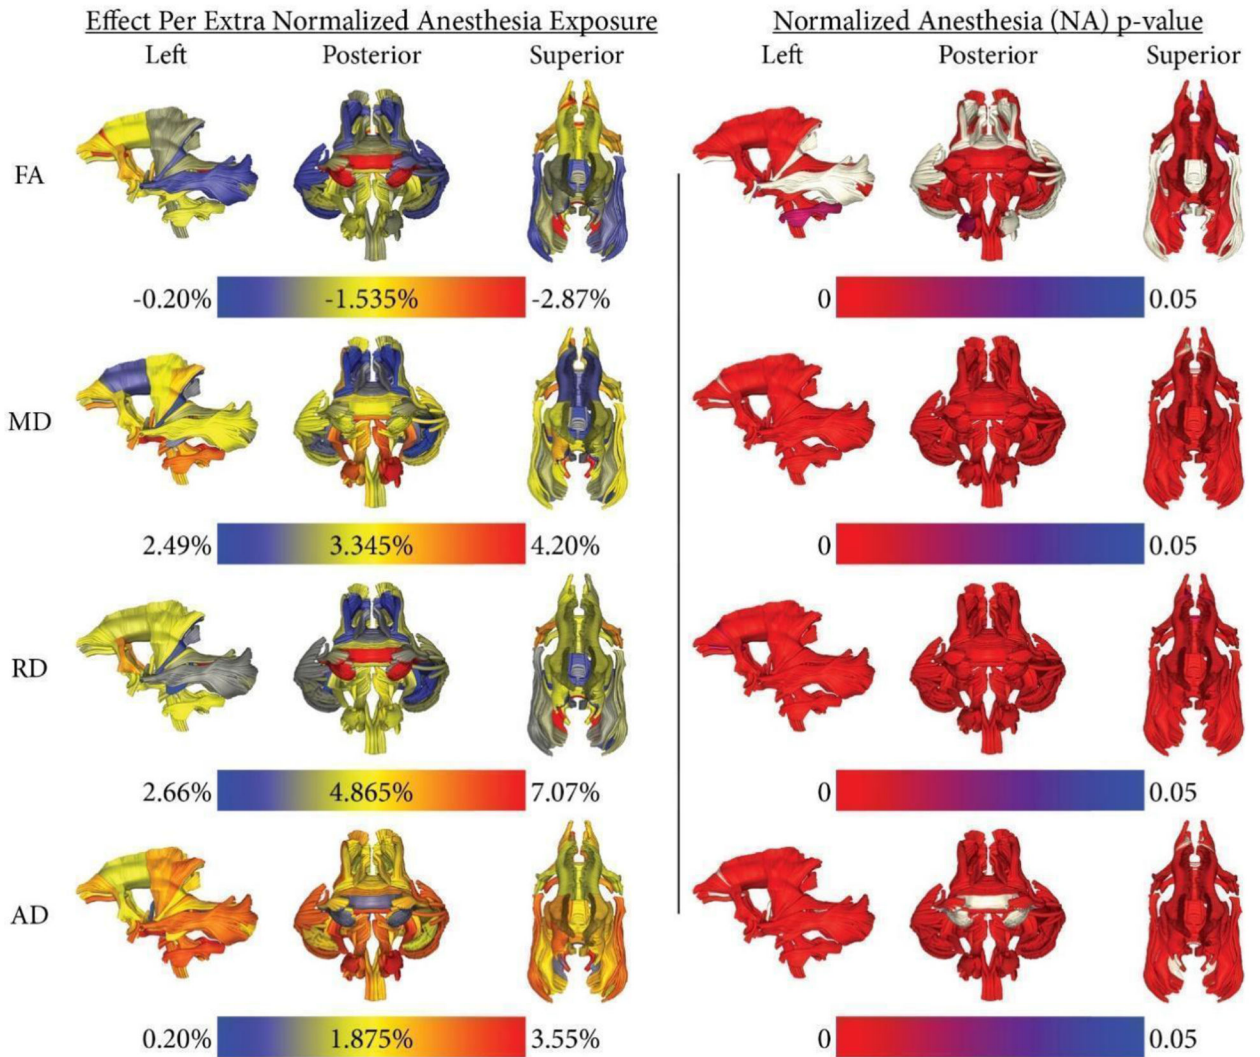 Effect Per Extra Normalized Anesthesia Exposure Normalized Anesthesia (NA) p-value
Left Posterior Superior Left Posterior Superior
FA
-0.20% -1.535% -2.87% 0 0.05
MD
2.49% 3.345% 4.20% 0 0.05
RD
2.66% 4.865% 7.07% 0 0.05
AD
0.20% 1.875% 3.55% 0 0.05